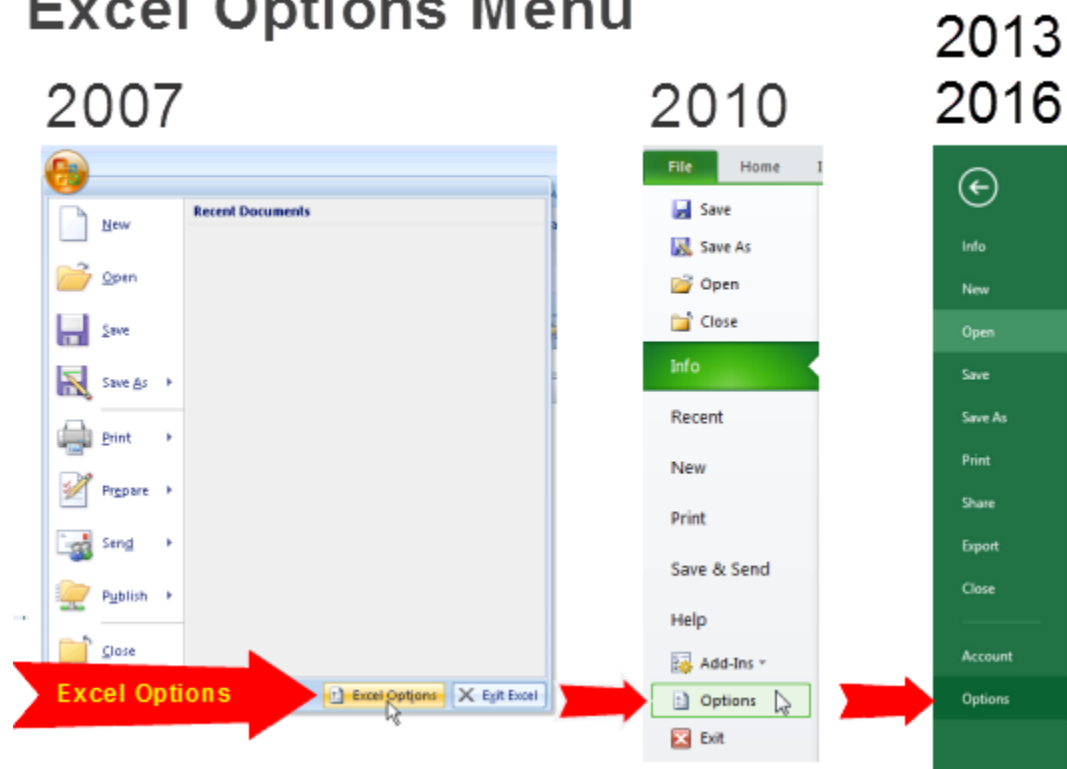 Excel Options Menu
2007
2010
2013
2016
Recent Documents
New
Open
Save
Save As
Print
Prepare
Send
Publish
Close
Excel Options
Excel Options
Exit Excel
File
Home
Save
Save As
Open
Close
Info
Recent
New
Print
Save & Send
Help
Add-Ins
Options
Exit
Info
New
Open
Save
Save As
Print
Share
Export
Close
Account
Options